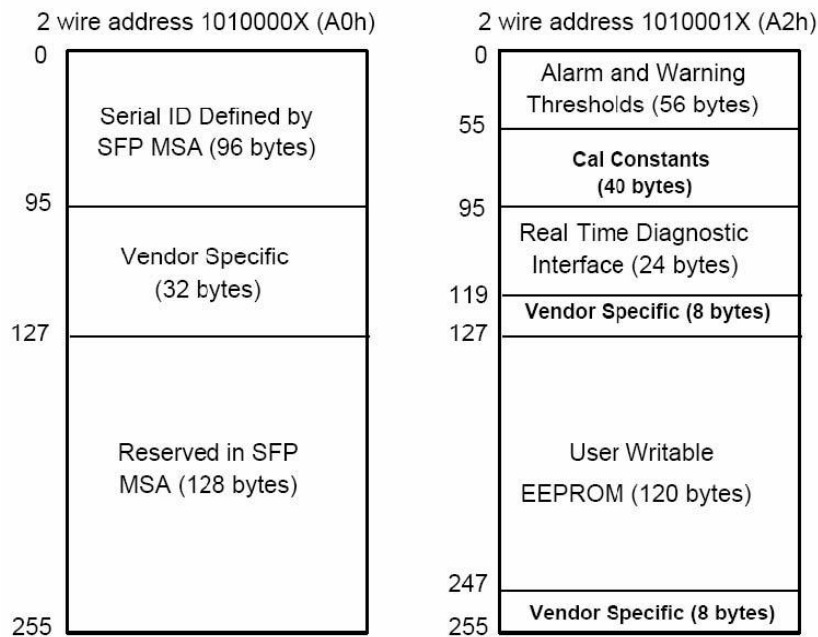 2 wire address 1010000X (A0h)
0
Serial ID Defined by
SFP MSA (96 bytes)
95
Vendor Specific
(32 bytes)
127
Reserved in SFP
MSA (128 bytes)
255
2 wire address 1010001X (A2h)
0
Alarm and Warning
Thresholds (56 bytes)
55
Cal Constants
(40 bytes)
95
Real Time Diagnostic
Interface (24 bytes)
119
Vendor Specific (8 bytes)
127
User Writable
EEPROM (120 bytes)
247
Vendor Specific (8 bytes)
255